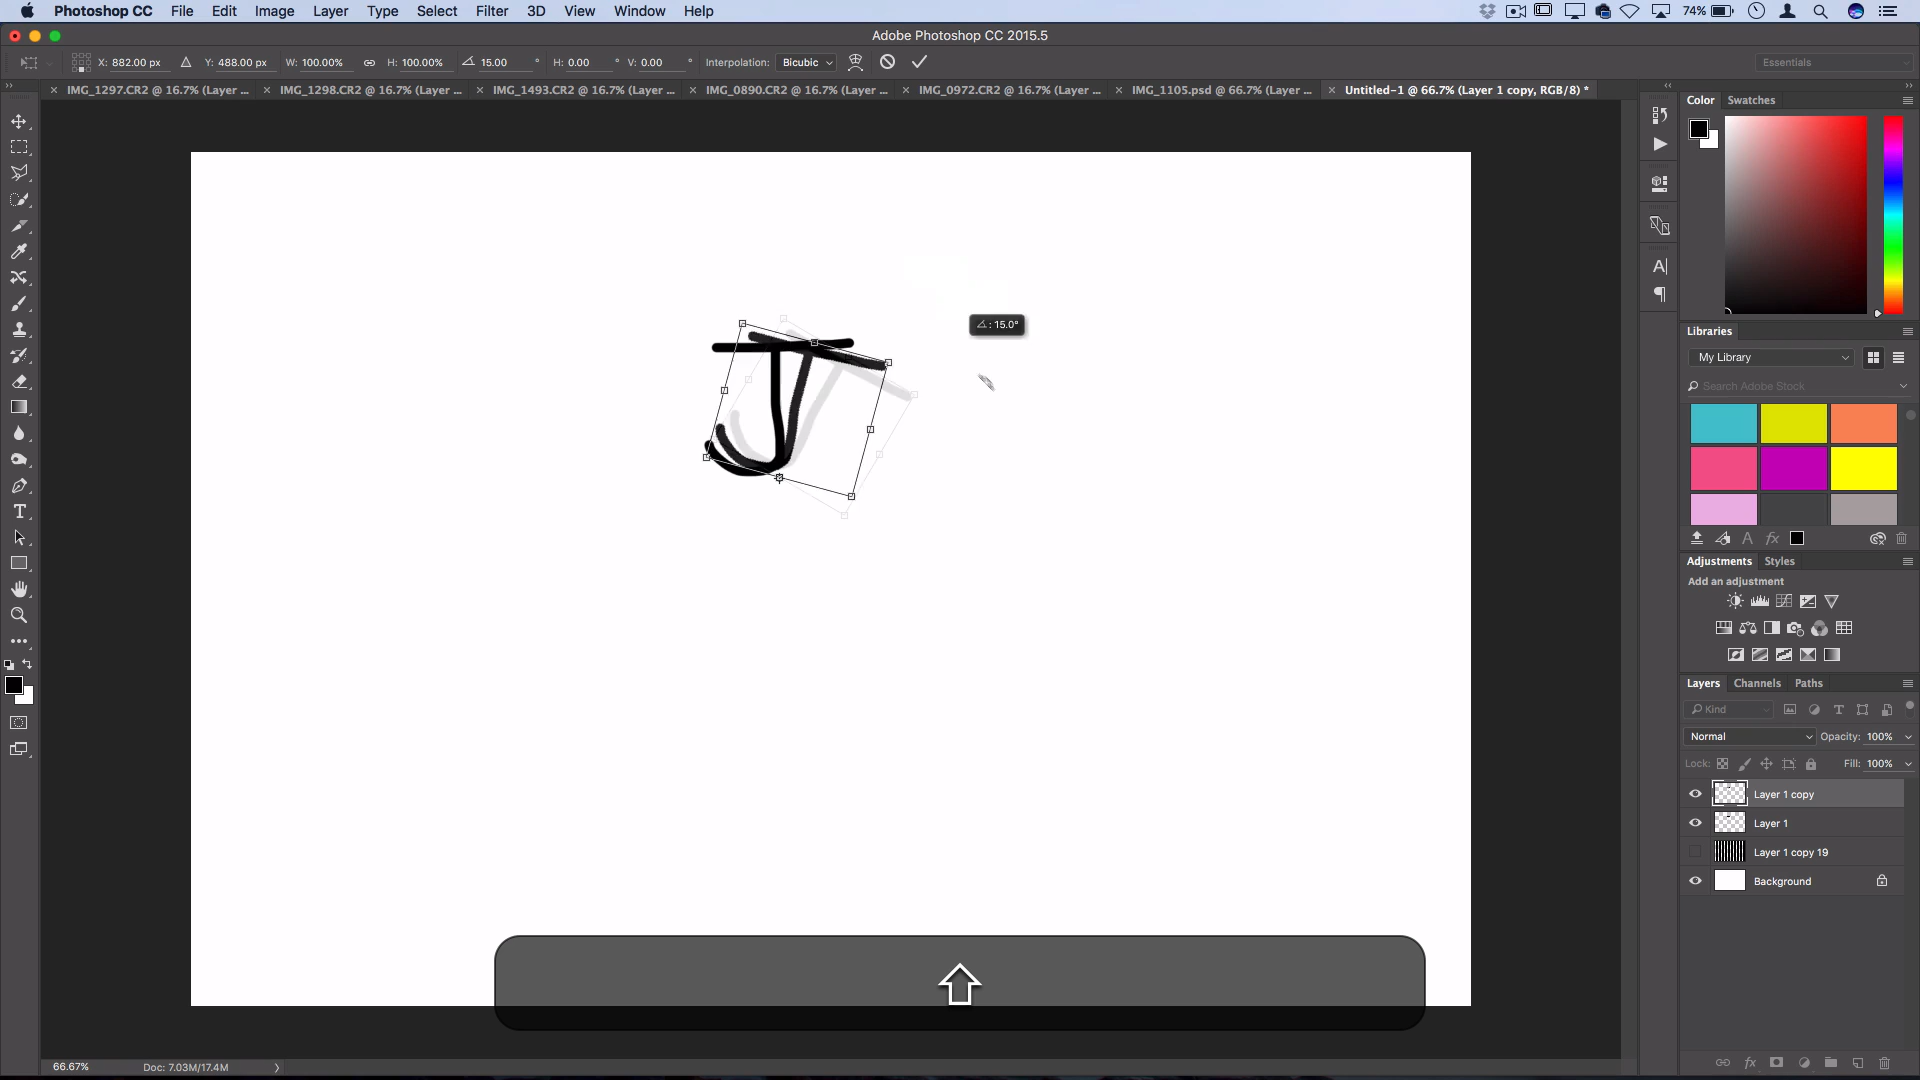 Photoshop CC File Edit Image Layer Type Select Filter 3D View Window Help 74%
Adobe Photoshop CC 2015.5
X: 882.00 px Y: 488.00 px W: 100.00% H: 100.00% 15.00 ° H: 0.00 ° V: 0.00 ° Interpolation: Bicubic Essentials
IMG_1297.CR2 @ 16.7% (Layer ... IMG_1298.CR2 @ 16.7% (Layer ... IMG_1493.CR2 @ 16.7% (Layer ... IMG_0890.CR2 @ 16.7% (Layer ... IMG_0972.CR2 @ 16.7% (Layer ... IMG_1105.psd @ 66.7% (Layer ... Untitled-1 @ 66.7% (Layer 1 copy, RGB/8) *
Color Swatches
J J
: 15.0°
Libraries
My Library
Search Adobe Stock
A fx
Adjustments Styles
Add an adjustment
Layers Channels Paths
Kind
Normal Opacity: 100%
Lock: Fill: 100%
Layer 1 copy
Layer 1
Layer 1 copy 19
Background
fx
66.67% Doc: 7.03M/17.4M